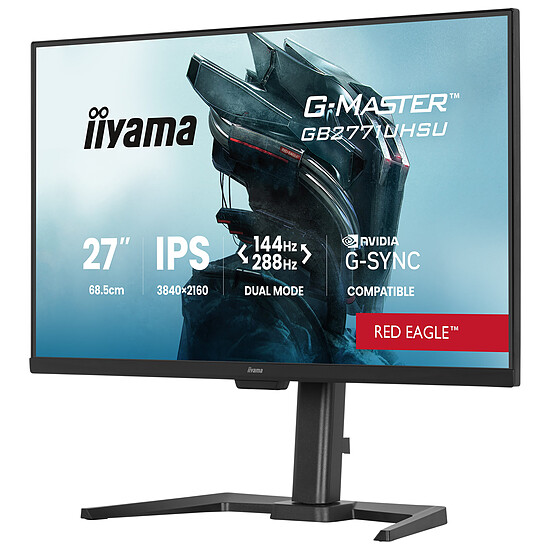 iiyama
G-MASTER™
GB2771UHSU
27"
68.5cm
IPS
3840×2160
144Hz
288Hz
DUAL MODE
NVIDIA
G-SYNC
COMPATIBLE
RED EAGLE™
iiyama